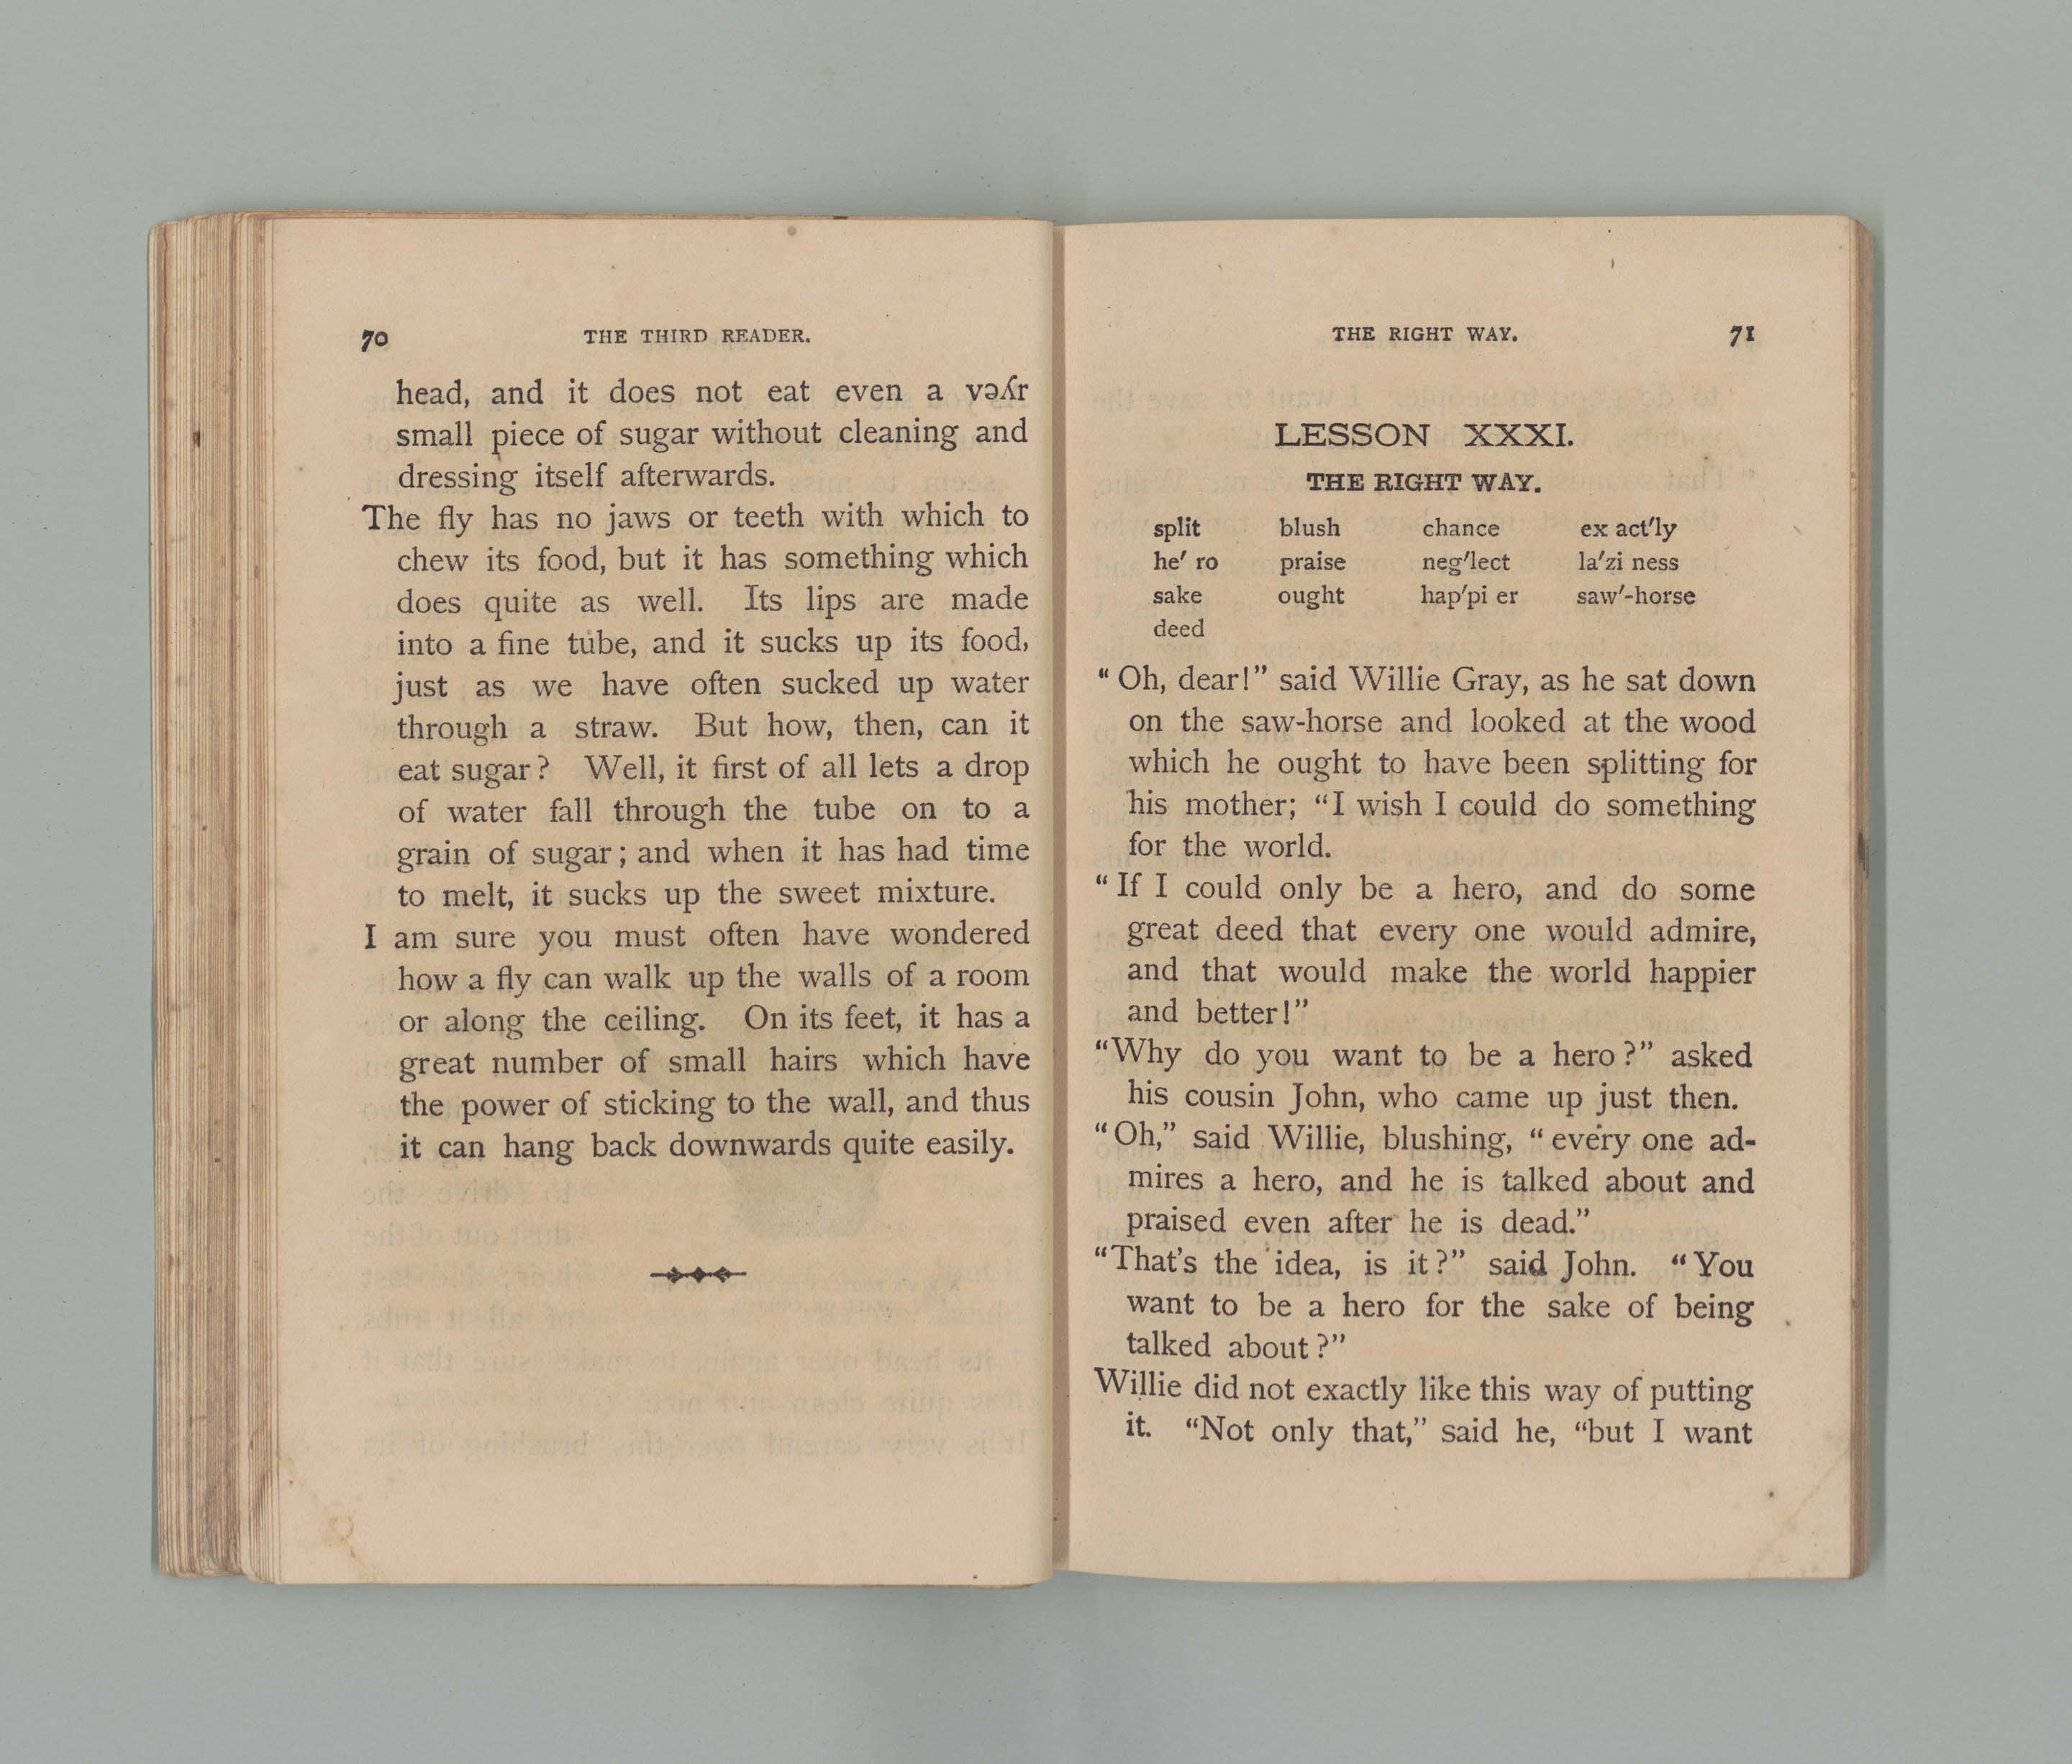 70 THE THIRD READER.
head, and it does not eat even a vǝʎr
small piece of sugar without cleaning and
dressing itself afterwards.
The fly has no jaws or teeth with which to
chew its food, but it has something which
does quite as well. Its lips are made
into a fine tube, and it sucks up its food,
just as we have often sucked up water
through a straw. But how, then, can it
eat sugar? Well, it first of all lets a drop
of water fall through the tube on to a
grain of sugar; and when it has had time
to melt, it sucks up the sweet mixture.
I am sure you must often have wondered
how a fly can walk up the walls of a room
or along the ceiling. On its feet, it has a
great number of small hairs which have
the power of sticking to the wall, and thus
it can hang back downwards quite easily.
THE RIGHT WAY. 71
LESSON XXXI.
THE RIGHT WAY.
split blush chance ex act'ly
he' ro praise neg'lect la'zi ness
sake ought hap'pi er saw'-horse
deed
"Oh, dear!" said Willie Gray, as he sat down
on the saw-horse and looked at the wood
which he ought to have been splitting for
his mother; "I wish I could do something
for the world.
"If I could only be a hero, and do some
great deed that every one would admire,
and that would make the world happier
and better!"
"Why do you want to be a hero?" asked
his cousin John, who came up just then.
"Oh," said Willie, blushing, "every one ad-
mires a hero, and he is talked about and
praised even after he is dead."
"That's the idea, is it?" said John. "You
want to be a hero for the sake of being
talked about?"
Willie did not exactly like this way of putting
it. "Not only that," said he, "but I want